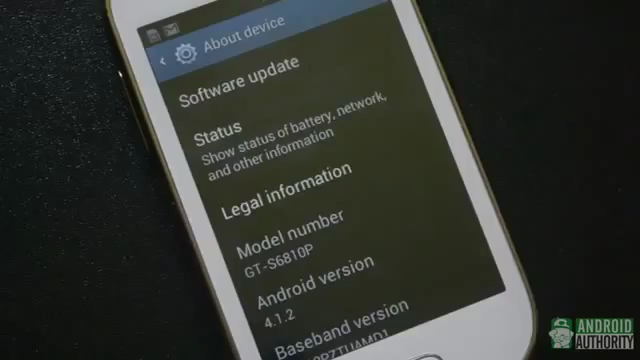 About device
Software update
Status
Show status of battery, network,
and other information
Legal information
Model number
GT-S6810P
Android version
4.1.2
Baseband version
ANDROID
AUTHORITY